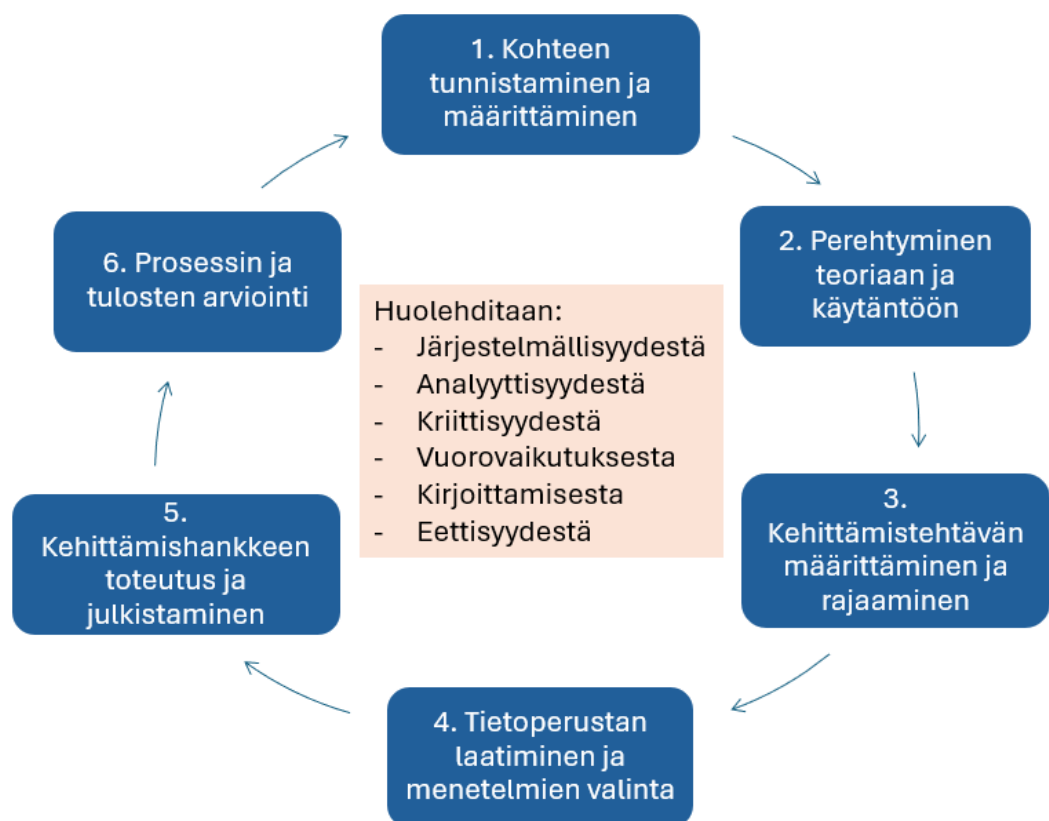 1. Kohteen
tunnistaminen ja
määrittäminen
2. Perehtyminen
teoriaan ja
käytäntöön
3.
Kehittämistehtävän
määrittäminen ja
rajaaminen
4. Tietoperustan
laatiminen ja
menetelmien valinta
5.
Kehittämishankkeen
toteutus ja
julkistaminen
6. Prosessin ja
tulosten arviointi
Huolehditaan:
- Järjestelmällisyydestä
- Analyyttisyydestä
- Kriittisyydestä
- Vuorovaikutuksesta
- Kirjoittamisesta
- Eettisyydestä